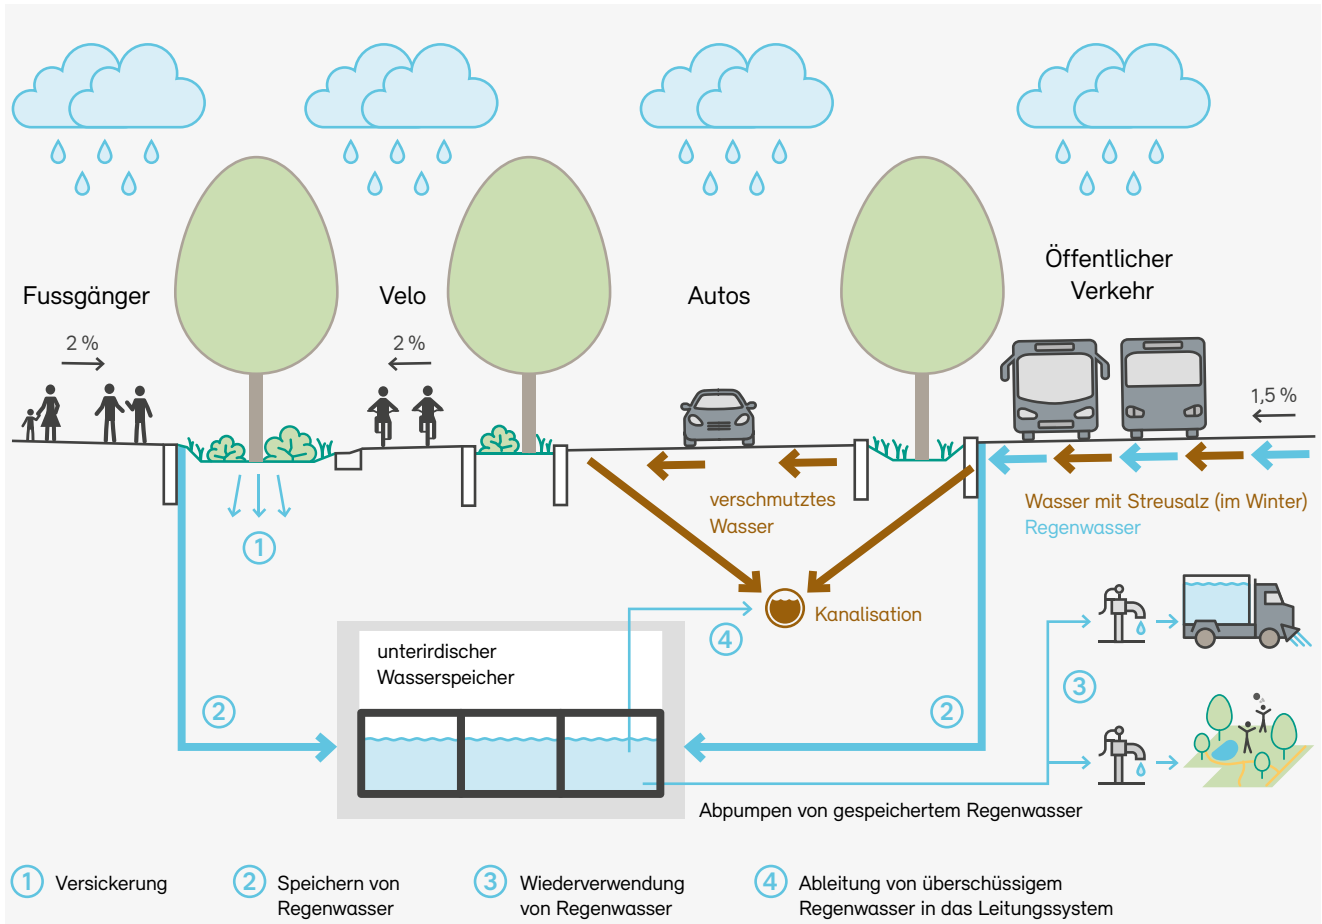 Fussgänger
Velo
Autos
Öffentlicher
Verkehr
2 %
2 %
1,5 %
verschmutztes
Wasser
Wasser mit Streusalz (im Winter)
Regenwasser
1
Kanalisation
4
unterirdischer
Wasserspeicher
2
2
3
Abpumpen von gespeichertem Regenwasser
1 Versickerung
2 Speichern von
Regenwasser
3 Wiederverwendung
von Regenwasser
4 Ableitung von überschüssigem
Regenwasser in das Leitungssystem